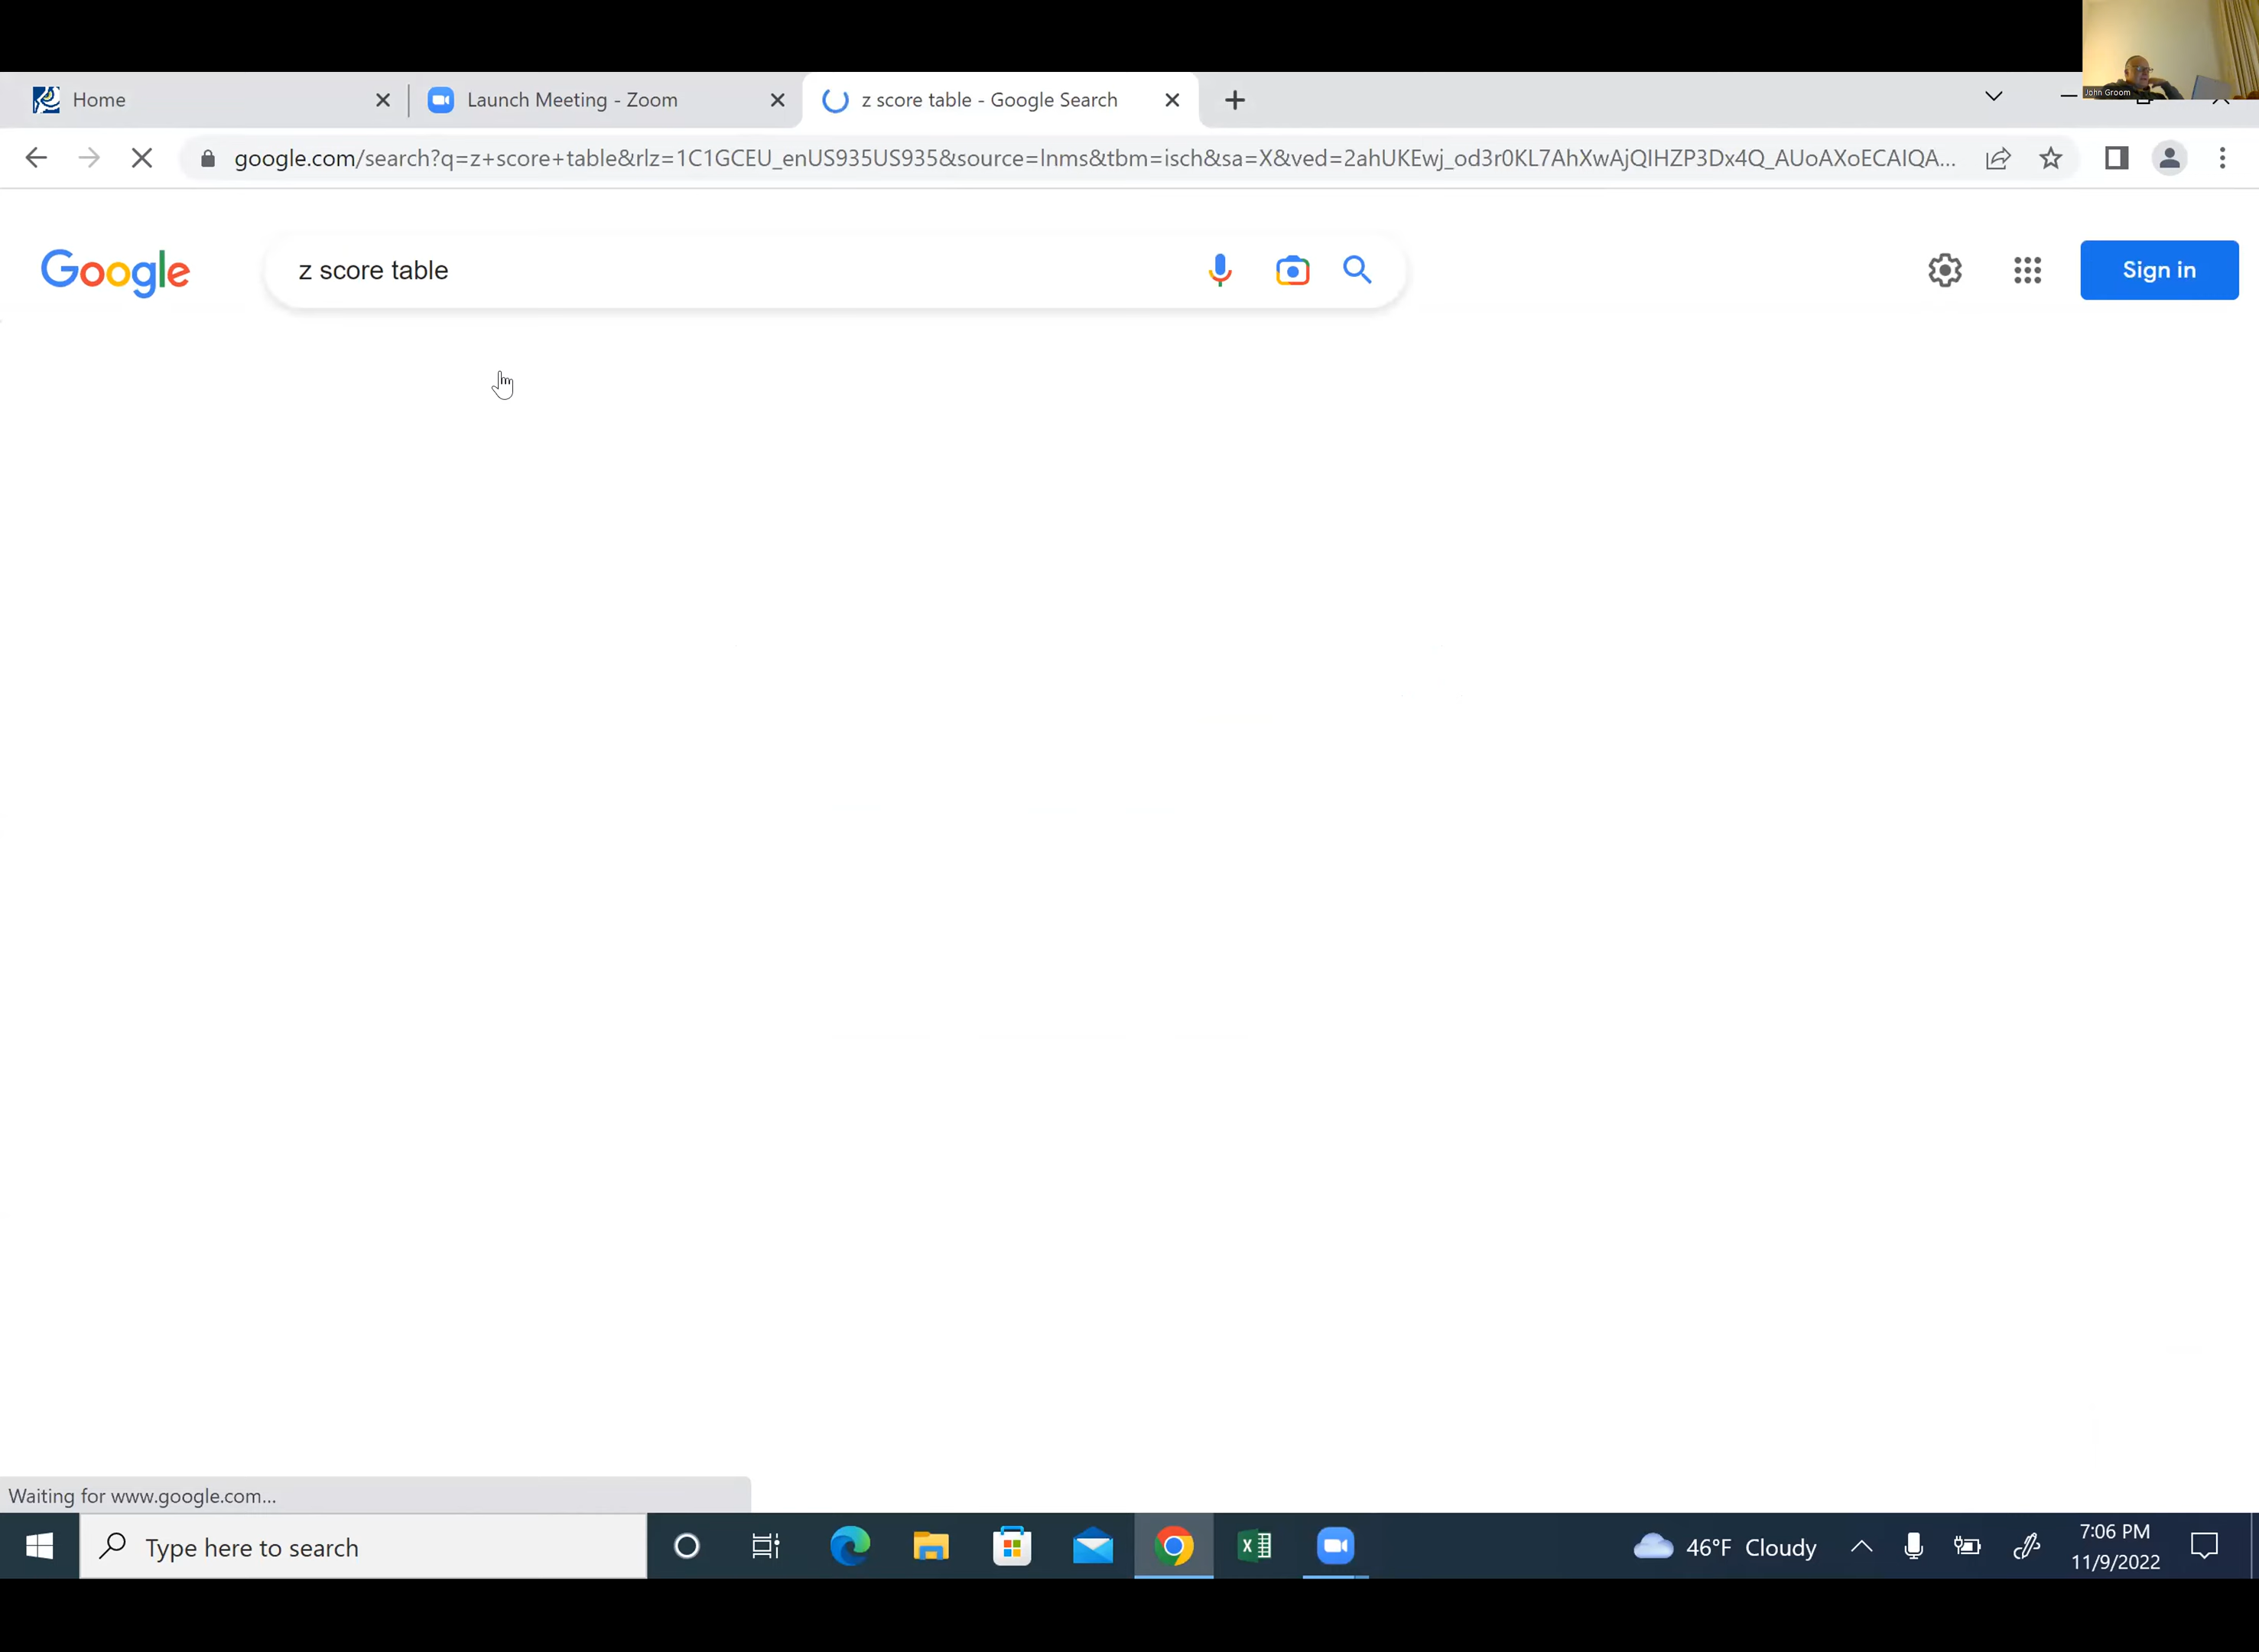 John Groom
Home
Launch Meeting - Zoom
z score table - Google Search
google.com/search?q=z+score+table&rlz=1C1GCEU_enUS935US935&source=lnms&tbm=isch&sa=X&ved=2ahUKEwj_od3r0KL7AhXwAjQIHZP3Dx4Q_AUoAXoECAIQA...
Google
z score table
Sign in
Waiting for www.google.com...
Type here to search
46°F Cloudy
7:06 PM
11/9/2022